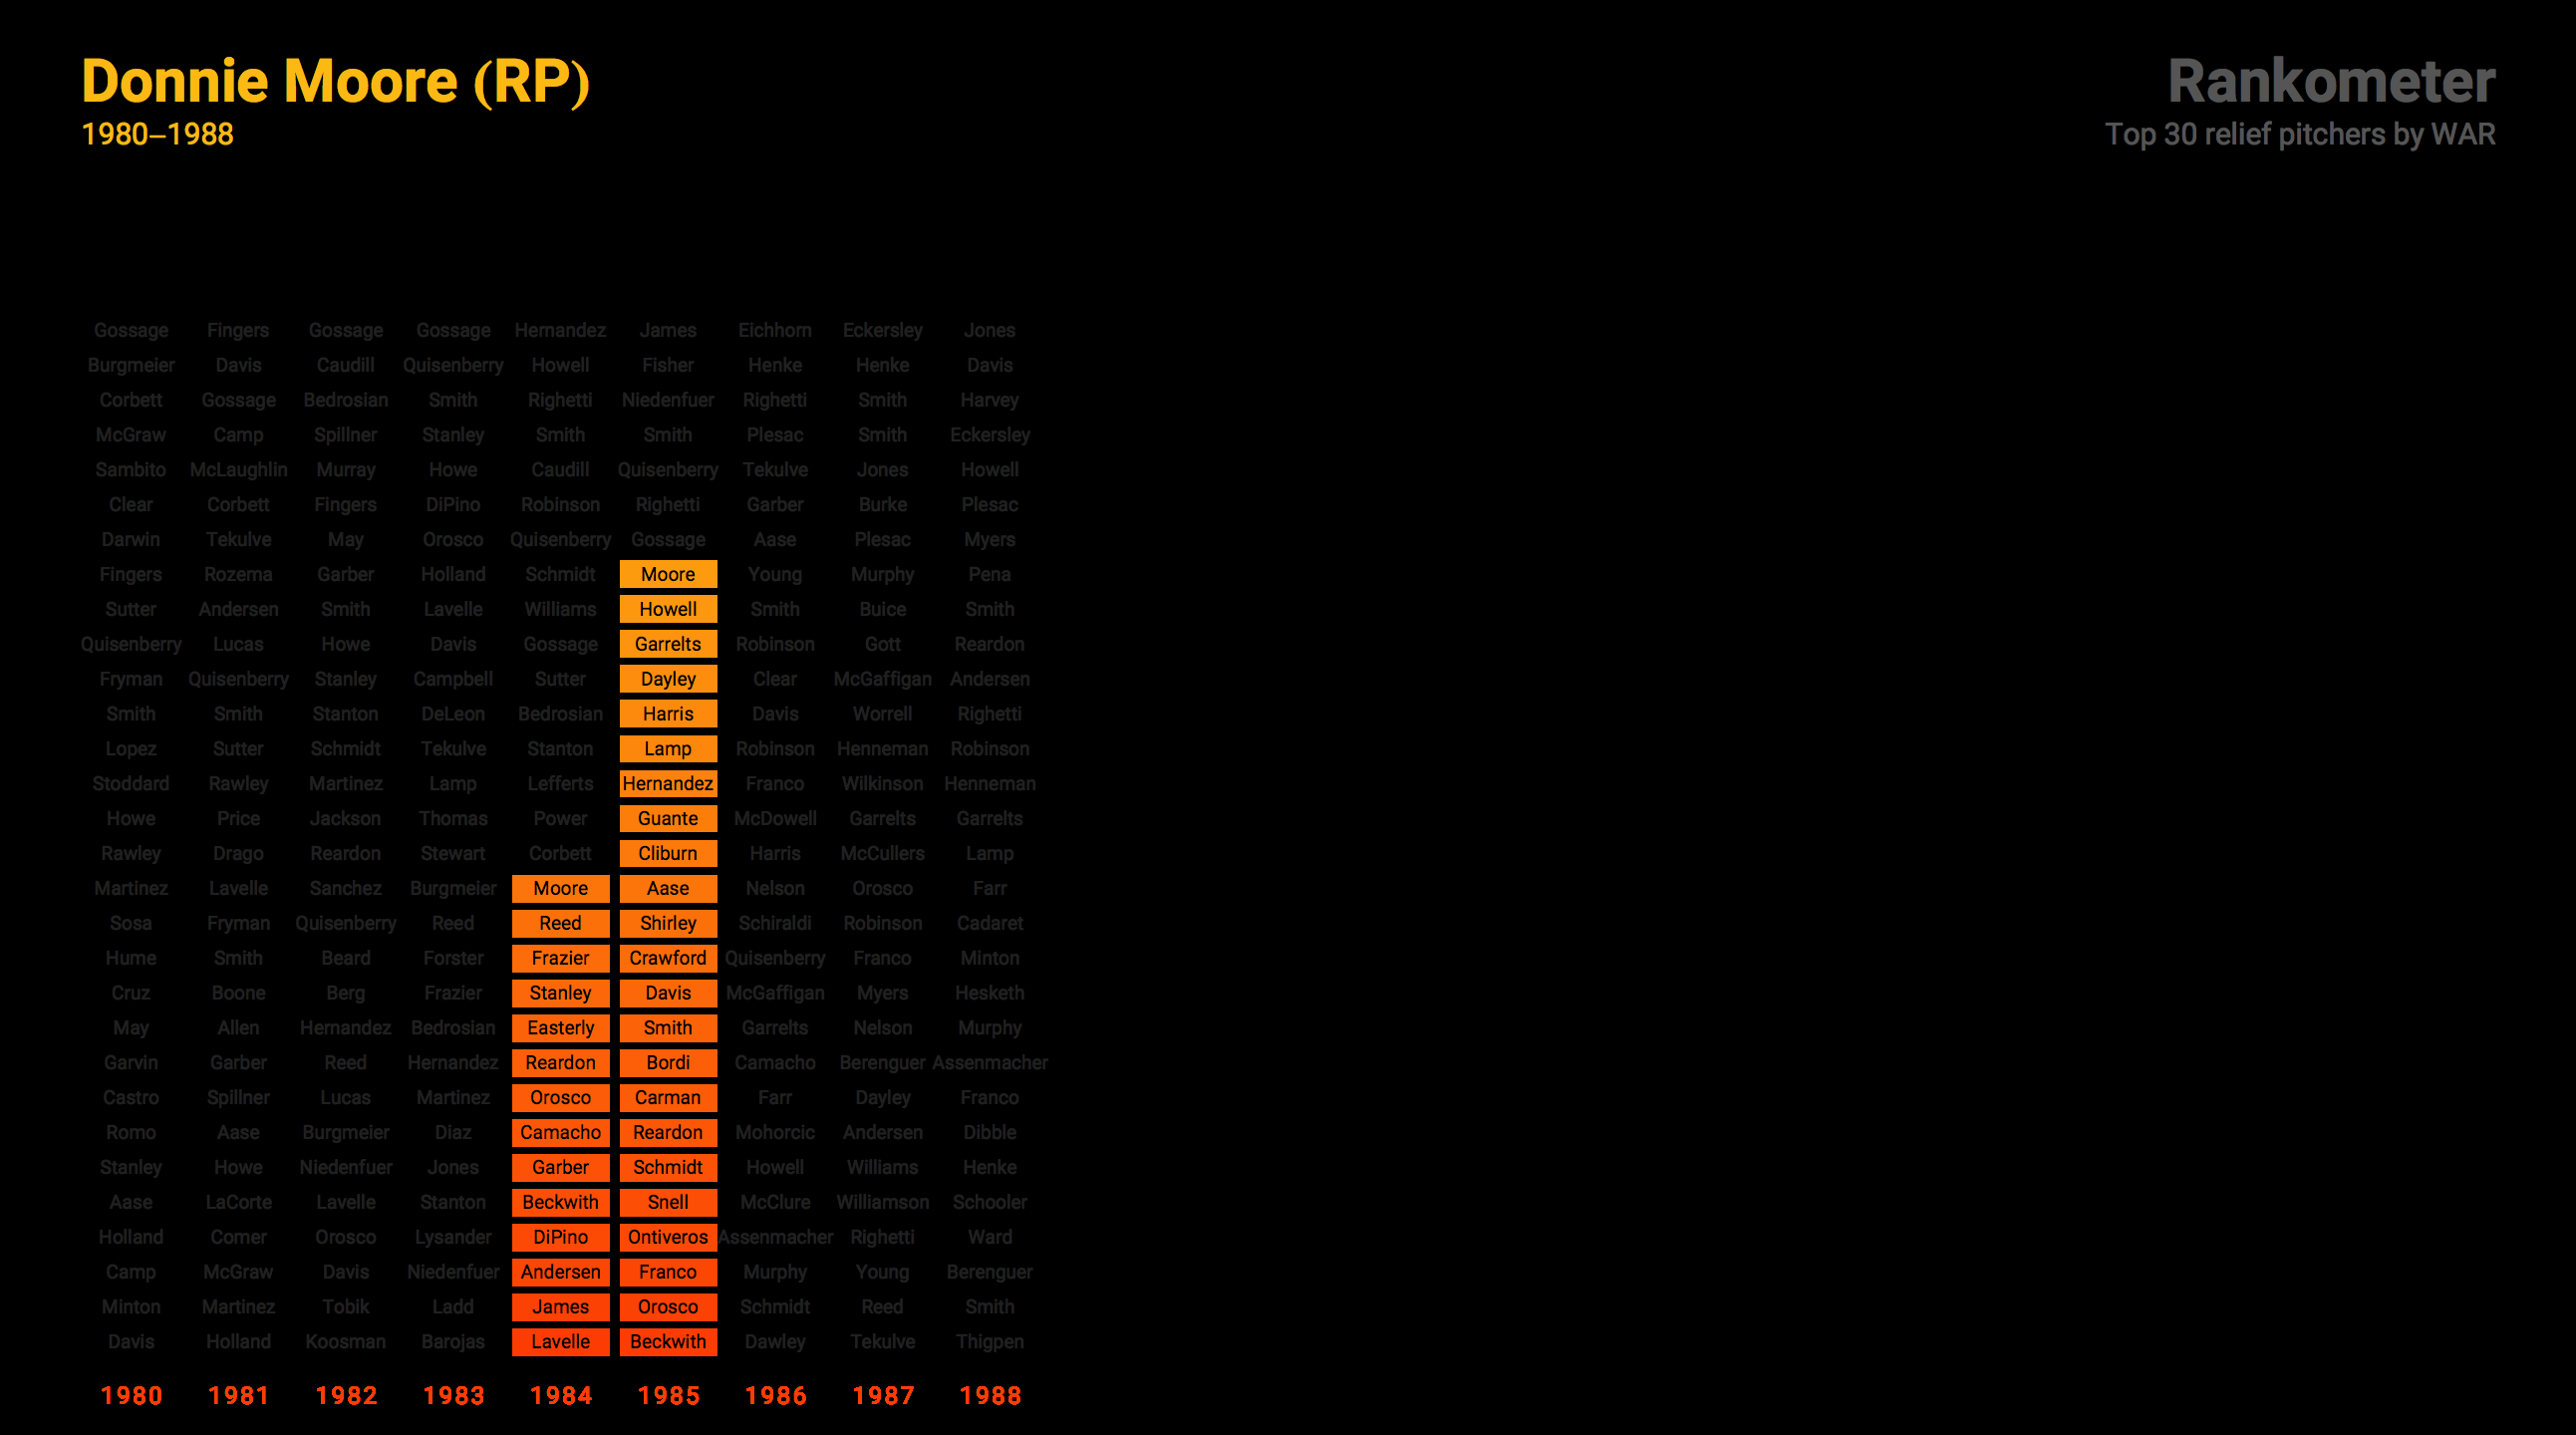 Donnie Moore (RP)
1980–1988
Rankometer
Top 30 relief pitchers by WAR
Gossage Fingers Gossage Gossage Hernandez James Eichhorn Eckersley Jones
Burgmeier Davis Caudill Quisenberry Howell Fisher Henke Henke Davis
Corbett Gossage Bedrosian Smith Righetti Niedenfuer Righetti Smith Harvey
McGraw Camp Spillner Stanley Smith Smith Plesac Smith Eckersley
Sambito McLaughlin Murray Howe Caudill Quisenberry Tekulve Jones Howell
Clear Corbett Fingers DiPino Robinson Righetti Garber Burke Plesac
Darwin Tekulve May Orosco Quisenberry Gossage Aase Plesac Myers
Fingers Rozema Garber Holland Schmidt Moore Young Murphy Pena
Sutter Andersen Smith Lavelle Williams Howell Smith Buice Smith
Quisenberry Lucas Howe Davis Gossage Garrelts Robinson Gott Reardon
Fryman Quisenberry Stanley Campbell Sutter Dayley Clear McGaffigan Andersen
Smith Smith Stanton DeLeon Bedrosian Harris Davis Worrell Righetti
Lopez Sutter Schmidt Tekulve Stanton Lamp Robinson Henneman Robinson
Stoddard Rawley Martinez Lamp Lefferts Hernandez Franco Wilkinson Henneman
Howe Price Jackson Thomas Power Guante McDowell Garrelts Garrelts
Rawley Drago Reardon Stewart Corbett Cliburn Harris McCullers Lamp
Martinez Lavelle Sanchez Burgmeier Moore Aase Nelson Orosco Farr
Sosa Fryman Quisenberry Reed Reed Shirley Schiraldi Robinson Cadaret
Hume Smith Beard Forster Frazier Crawford Quisenberry Franco Minton
Cruz Boone Berg Frazier Stanley Davis McGaffigan Myers Hesketh
May Allen Hernandez Bedrosian Easterly Smith Garrelts Nelson Murphy
Garvin Garber Reed Hernandez Reardon Bordi Camacho Berenguer Assenmacher
Castro Spillner Lucas Martinez Orosco Carman Farr Dayley Franco
Romo Aase Burgmeier Diaz Camacho Reardon Mohorcic Andersen Dibble
Stanley Howe Niedenfuer Jones Garber Schmidt Howell Williams Henke
Aase LaCorte Lavelle Stanton Beckwith Snell McClure Williamson Schooler
Holland Comer Orosco Lysander DiPino Ontiveros Assenmacher Righetti Ward
Camp McGraw Davis Niedenfuer Andersen Franco Murphy Young Berenguer
Minton Martinez Tobik Ladd James Orosco Schmidt Reed Smith
Davis Holland Koosman Barojas Lavelle Beckwith Dawley Tekulve Thigpen
1980 1981 1982 1983 1984 1985 1986 1987 1988